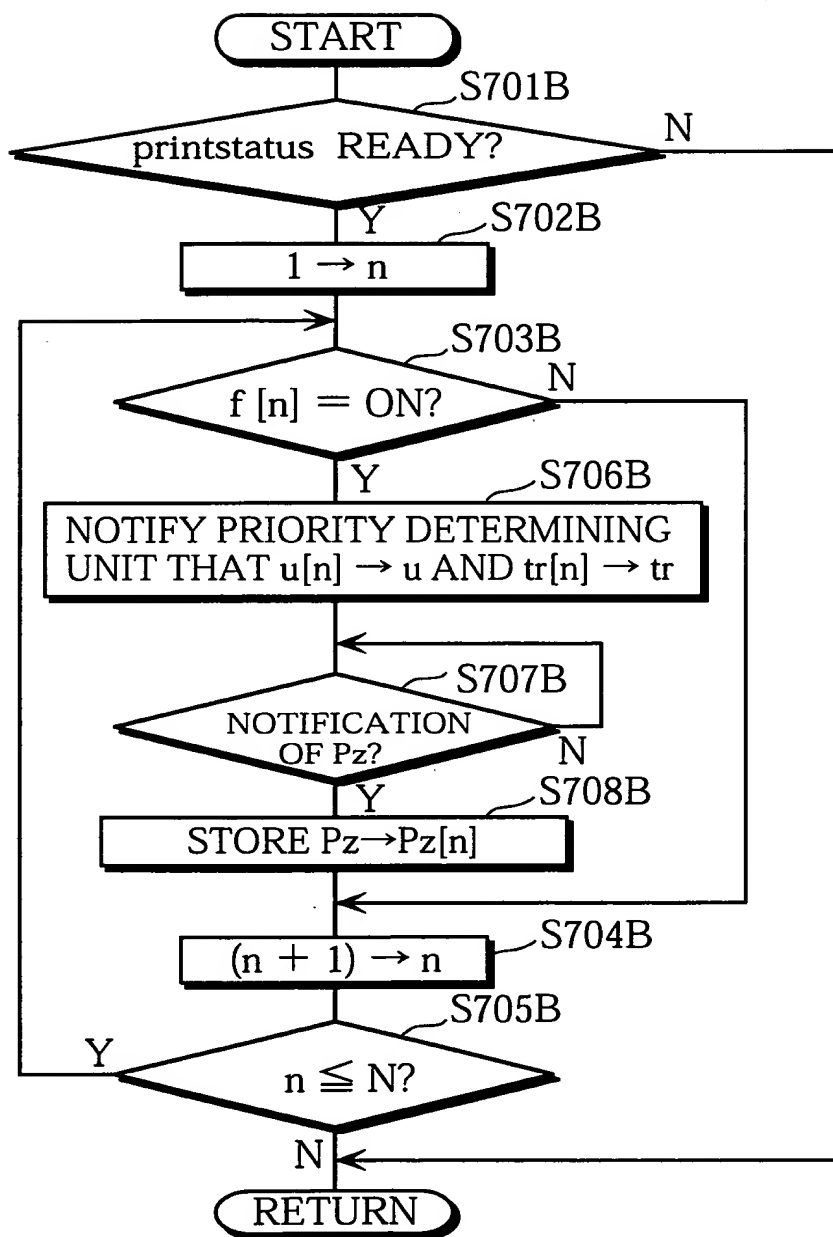 START
S701B
printstatus READY?
N
Y
S702B
1 → n
S703B
f [n] = ON?
N
Y
S706B
NOTIFY PRIORITY DETERMINING
UNIT THAT u[n] → u AND tr[n] → tr
S707B
NOTIFICATION
OF Pz?
N
Y
S708B
STORE Pz→Pz[n]
S704B
(n + 1) → n
S705B
Y
n ≦ N?
N
RETURN